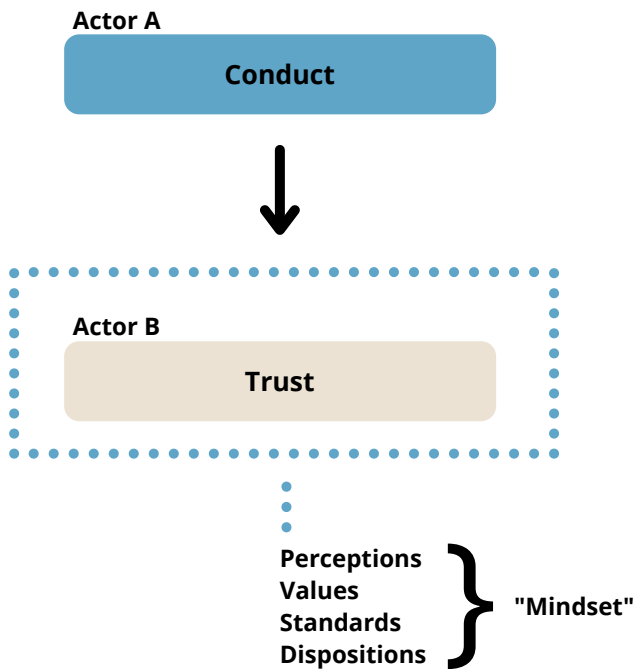 Actor A
Conduct
Actor B
Trust
Perceptions
Values
Standards
Dispositions
"Mindset"